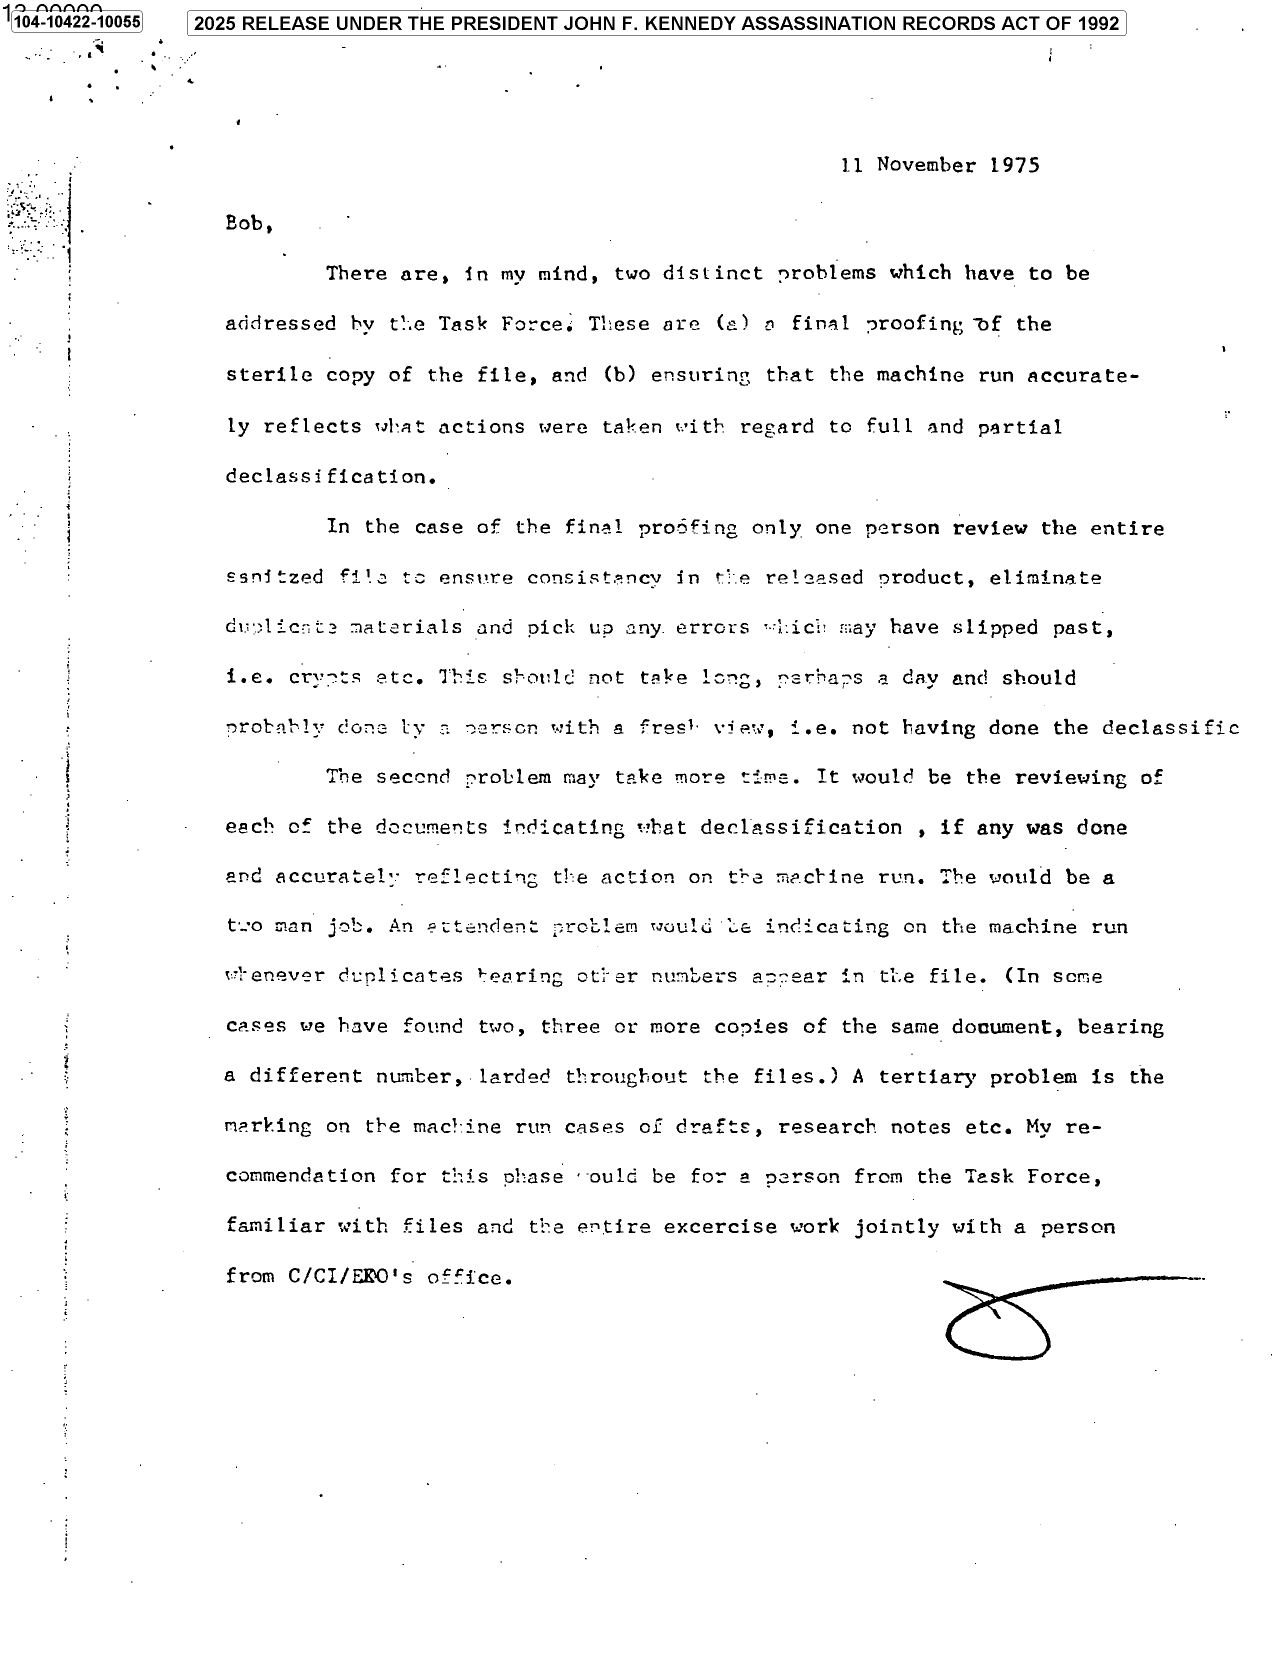 13-00000
104-10422-10055
2025 RELEASE UNDER THE PRESIDENT JOHN F. KENNEDY ASSASSINATION RECORDS ACT OF 1992
11 November 1975
Bob,
There are, in my mind, two distinct problems which have to be
addressed by the Task Force. These are (a) a final proofing of the
sterile copy of the file, and (b) ensuring that the machine run accurate-
ly reflects what actions were taken with regard to full and partial
declassification.
In the case of the final proofing only one person review the entire
ssnitzed file to ensure consistancy in the released product, eliminate
duplicate materials and pick up any errors which may have slipped past,
i.e. crypts etc. This should not take long, perhaps a day and should
probably done by a person with a fresh view, i.e. not having done the declassific
The second problem may take more time. It would be the reviewing of
each of the documents indicating what declassification , if any was done
and accurately reflecting the action on the machine run. The would be a
two man job. An attendent problem would be indicating on the machine run
whenever duplicates bearing other numbers appear in the file. (In some
cases we have found two, three or more copies of the same document, bearing
a different number, larded throughout the files.) A tertiary problem is the
marking on the machine run cases of drafts, research notes etc. My re-
commendation for this phase would be for a person from the Task Force,
familiar with files and the entire excercise work jointly with a person
from C/CI/EXO's office.